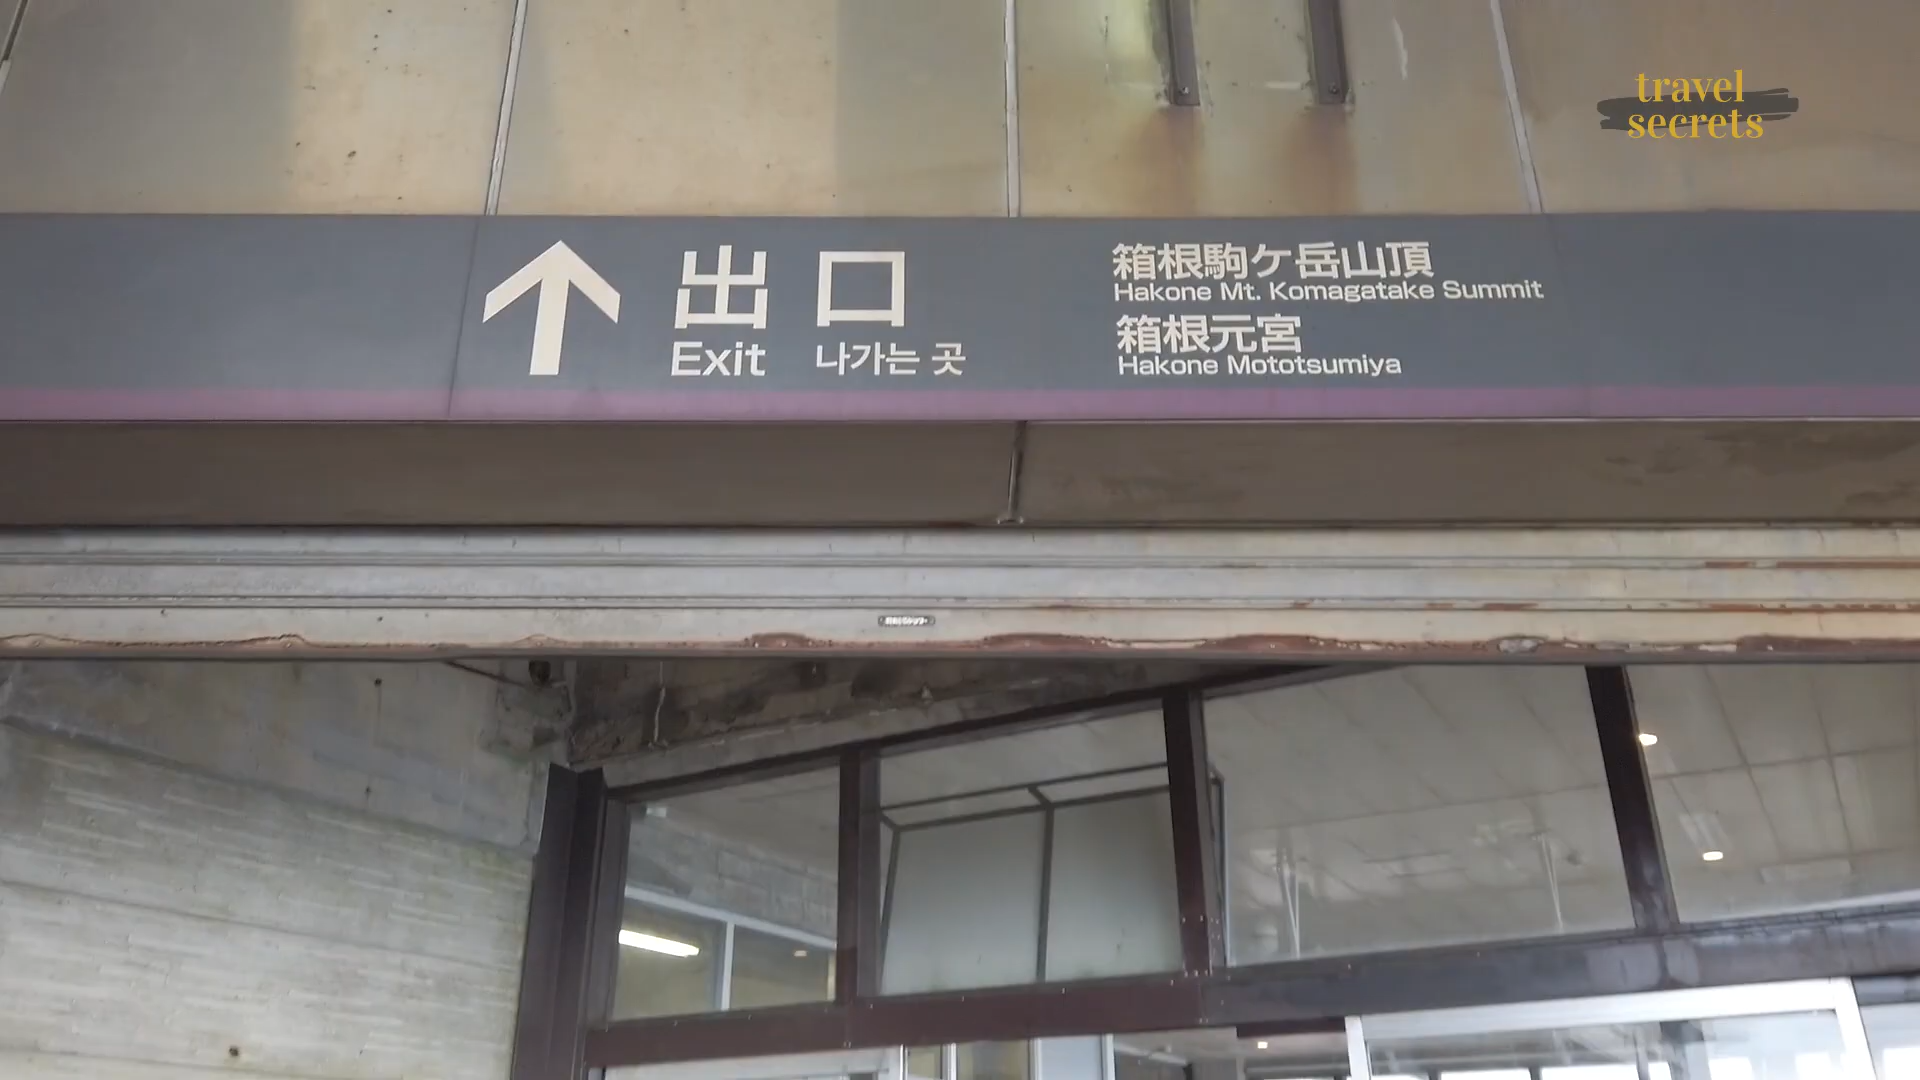 travel
secrets
出口
Exit 나가는 곳
箱根駒ケ岳山頂
Hakone Mt. Komagatake Summit
箱根元宮
Hakone Mototsumiya